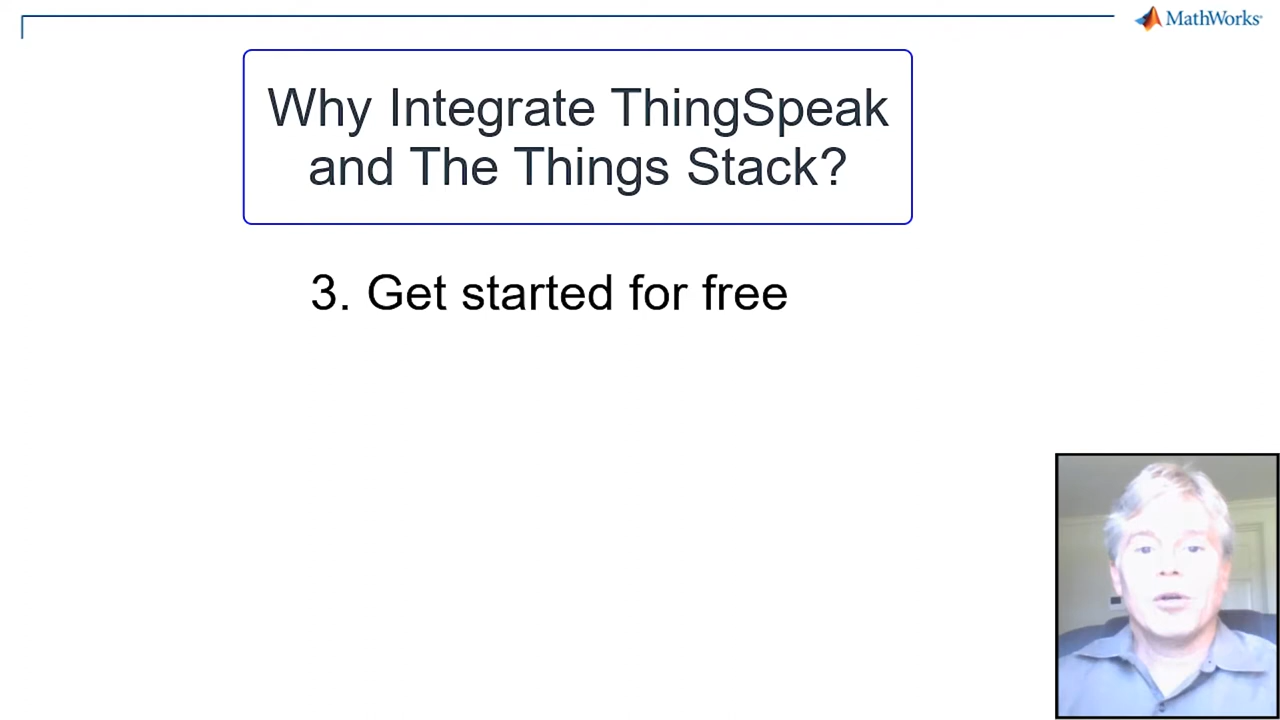 MathWorks
Why Integrate ThingSpeak
and The Things Stack?
3. Get started for free